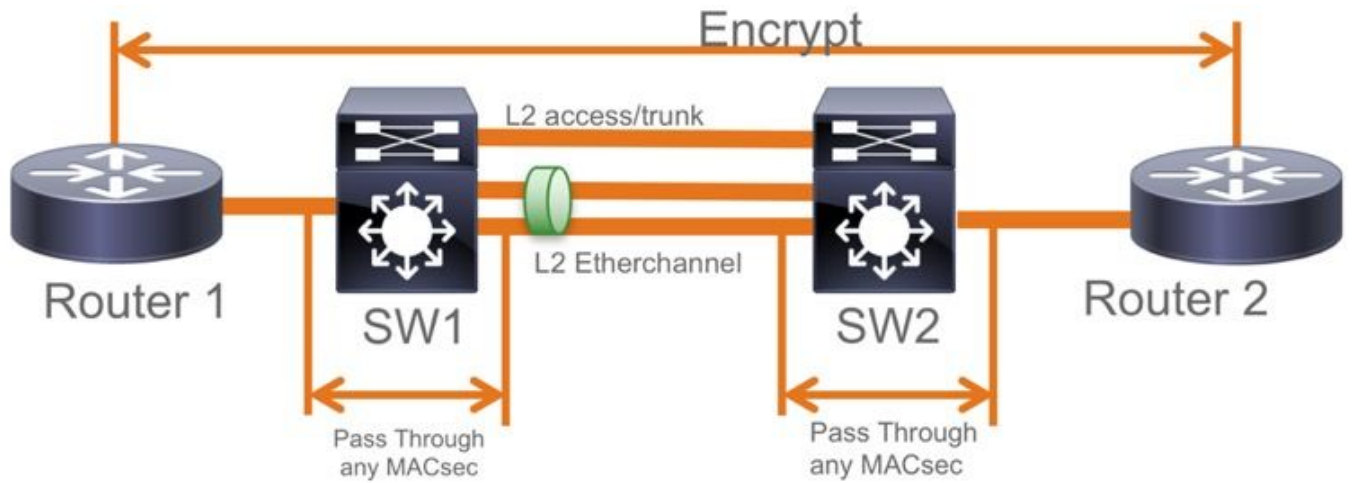 Encrypt
L2 access/trunk
L2 Etherchannel
Router 1
SW1
SW2
Router 2
Pass Through
any MACsec
Pass Through
any MACsec